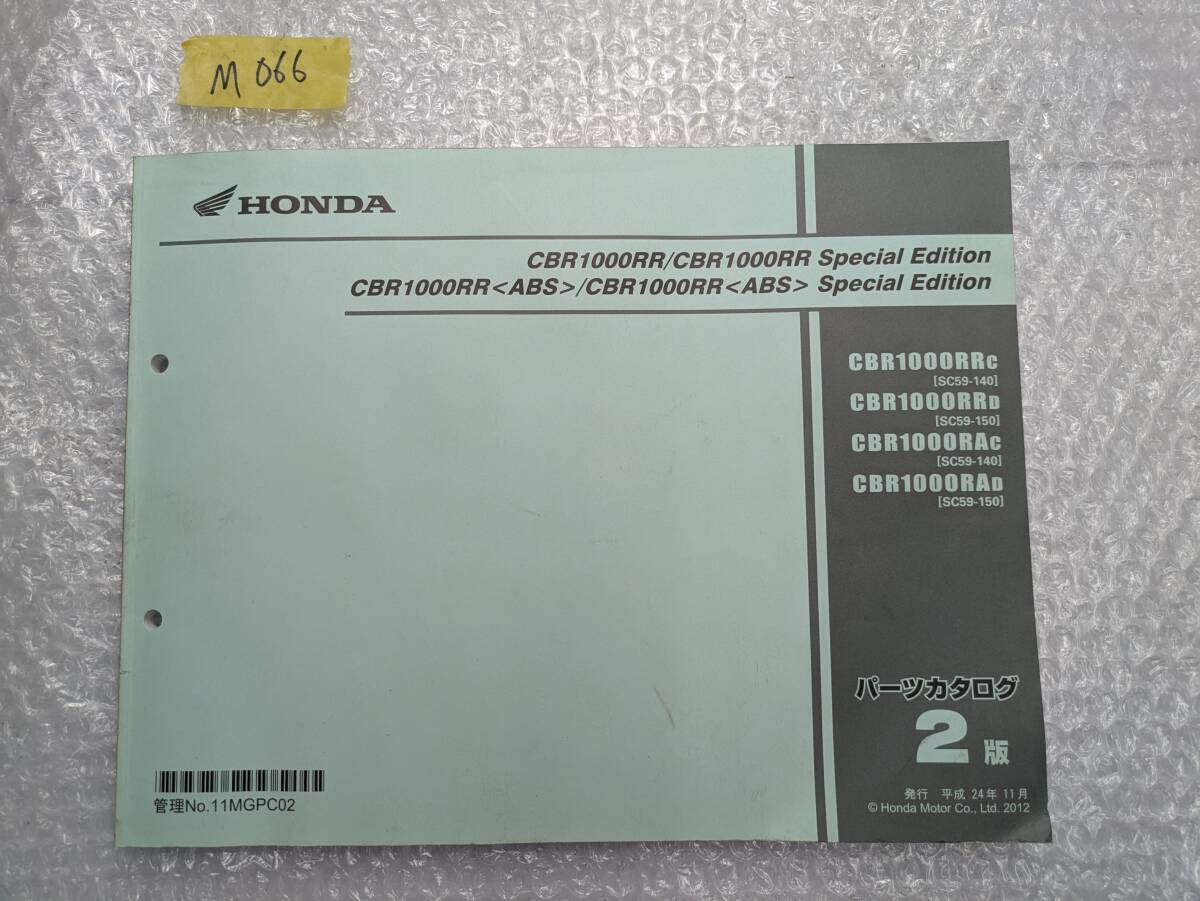 M 066
HONDA
CBR1000RR/CBR1000RR Special Edition
CBR1000RR<ABS>/CBR1000RR<ABS> Special Edition
CBR1000RRC
[SC59-140]
CBR1000RRD
[SC59-150]
CBR1000RAC
[SC59-140]
CBR1000RAD
[SC59-150]
パーツカタログ
2版
発行 平成 24年 11月
© Honda Motor Co., Ltd. 2012
管理No.11MGPC02